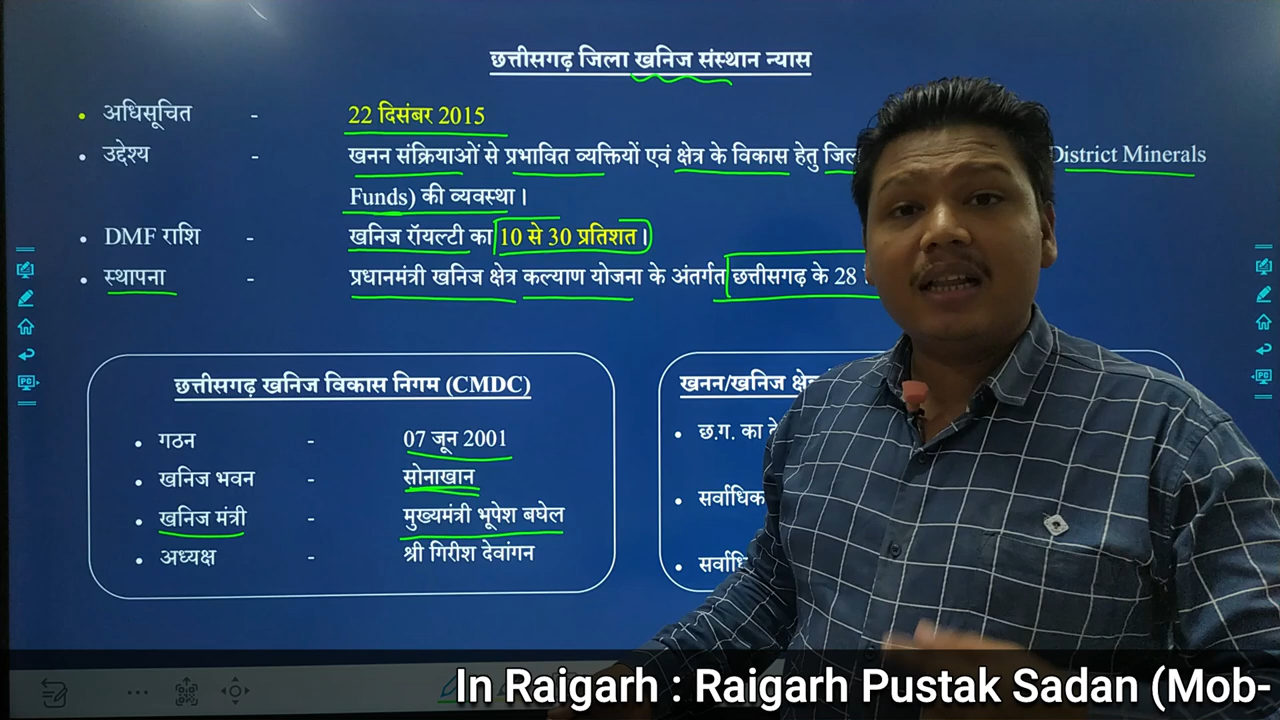 छत्तीसगढ़ जिला खनिज संस्थान न्यास
• अधिसूचित - 22 दिसंबर 2015
• उद्देश्य - खनन संक्रियाओं से प्रभावित व्यक्तियों एवं क्षेत्र के विकास हेतु District Minerals
Funds) की व्यवस्था।
• DMF राशि - खनिज रॉयल्टी का 10 से 30 प्रतिशत।
• स्थापना - प्रधानमंत्री खनिज क्षेत्र कल्याण योजना के अंतर्गत छत्तीसगढ़ के 28
छत्तीसगढ़ खनिज विकास निगम (CMDC)
• गठन - 07 जून 2001
• खनिज भवन - सोनाखान
• खनिज मंत्री - मुख्यमंत्री भूपेश बघेल
• अध्यक्ष - श्री गिरीश देवांगन
खनन/खनिज
• छ.ग. का
• सर्वाधिक
•
In Raigarh : Raigarh Pustak Sadan (Mob-